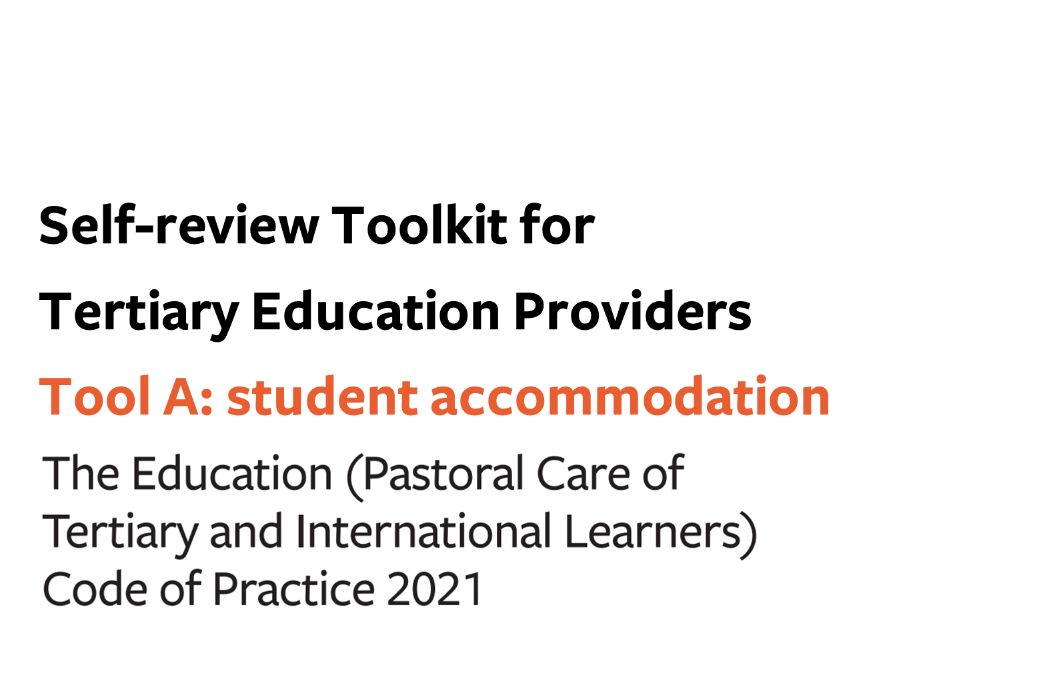 Self-review Toolkit for
Tertiary Education Providers
Tool A: student accommodation
The Education (Pastoral Care of
Tertiary and International Learners)
Code of Practice 2021